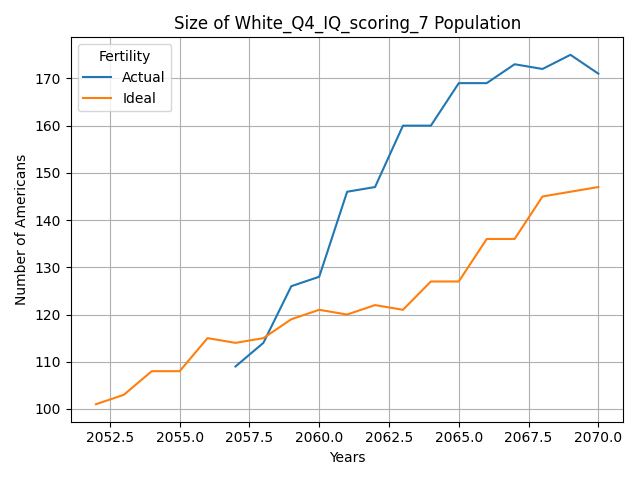 Size of White_Q4_IQ_scoring_7 Population
Fertility
Actual
Ideal
Number of Americans
170
160
150
140
130
120
110
100
2052.5 2055.0 2057.5 2060.0 2062.5 2065.0 2067.5 2070.0
Years